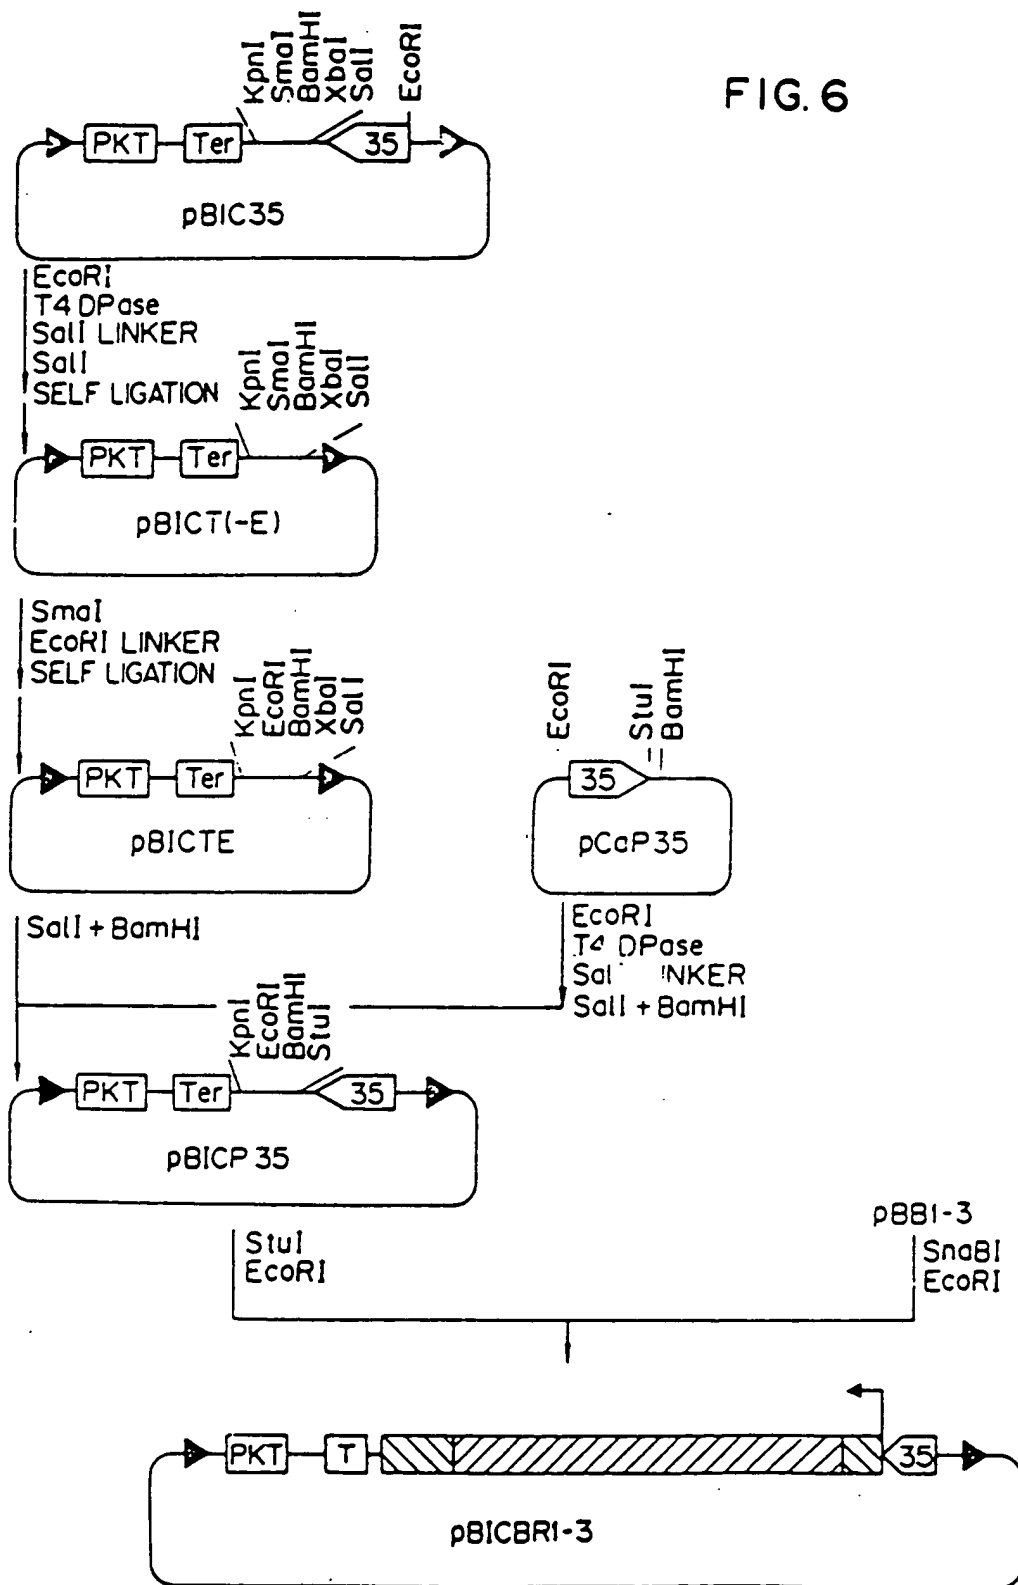 FIG. 6
KpnI
SmaI
BamHI
XbaI
SalI
EcoRI
PKT
Ter
35
pBIC35
EcoRI
T4 DPase
SalI LINKER
SalI
SELF LIGATION
KpnI
SmaI
BamHI
XbaI
SalI
PKT
Ter
pBICT(-E)
SmaI
EcoRI LINKER
SELF LIGATION
KpnI
EcoRI
BamHI
XbaI
SalI
PKT
Ter
pBICTE
EcoRI
StuI
BamHI
35
pCaP35
SalI + BamHI
EcoRI
T4 DPase
Sal INKER
SalI + BamHI
KpnI
EcoRI
BamHI
StuI
PKT
Ter
35
pBICP35
StuI
EcoRI
pBB1-3
SnaBI
EcoRI
PKT
T
35
pBICBR1-3